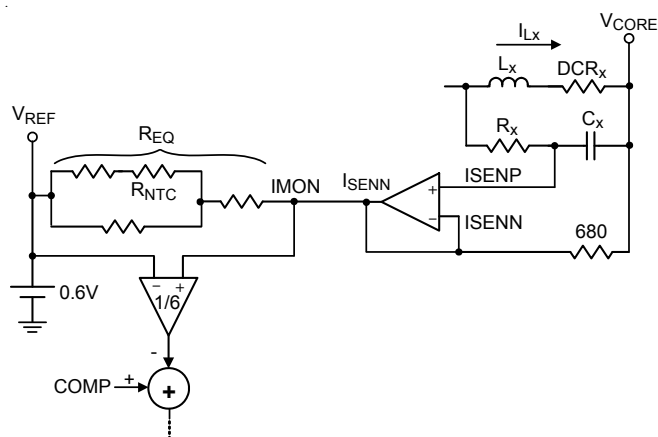 V_CORE
I_Lx
L_x
DCR_x
R_x
C_x
V_REF
R_EQ
R_NTC
IMON
I_SENN
ISENP
+
ISENN
−
680
− +
1/6
0.6V
-
COMP
+
+